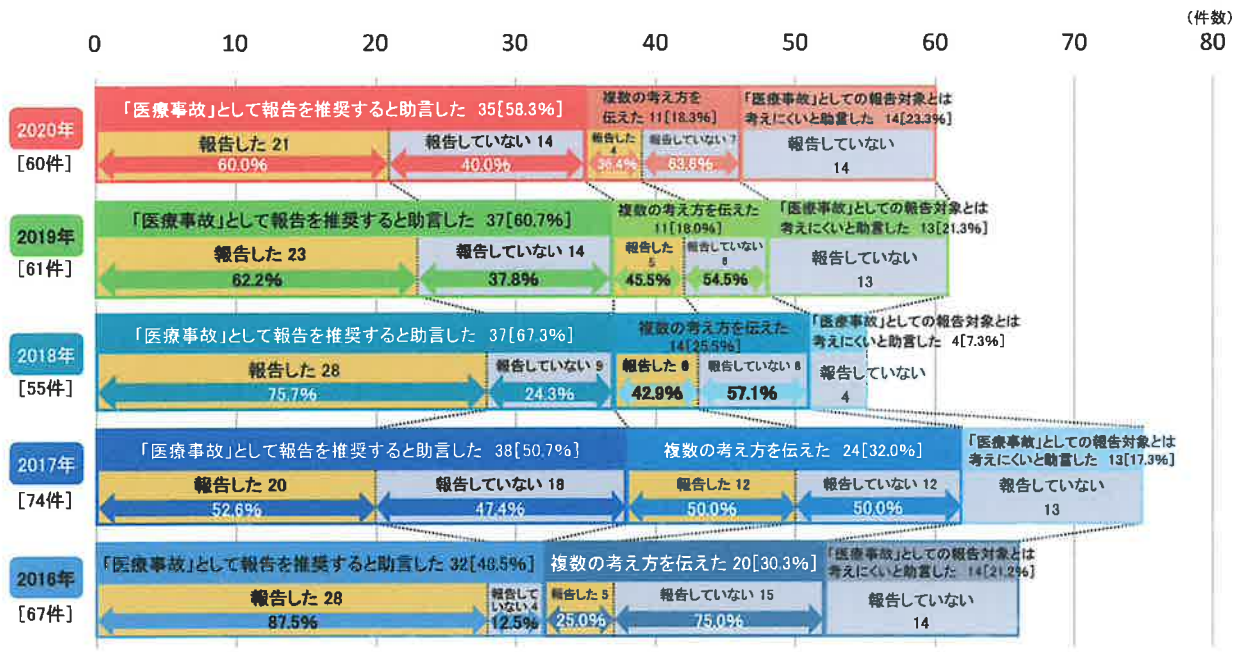 (件数)
0 10 20 30 40 50 60 70 80
2020年
[60件]
「医療事故」として報告を推奨すると助言した 35[58.3%]
複数の考え方を
伝えた 11[18.3%]
「医療事故」としての報告対象とは
考えにくいと助言した 14[23.3%]
報告した 21
60.0%
報告していない 14
40.0%
報告した
4
36.4%
報告していない 7
63.6%
報告していない
14
2019年
[61件]
「医療事故」として報告を推奨すると助言した 37[60.7%]
複数の考え方を伝えた
11[18.0%]
「医療事故」としての報告対象とは
考えにくいと助言した 13[21.3%]
報告した 23
62.2%
報告していない 14
37.8%
報告した
5
45.5%
報告していない
6
54.5%
報告していない
13
2018年
[55件]
「医療事故」として報告を推奨すると助言した 37[67.3%]
複数の考え方を伝えた
14[25.5%]
「医療事故」としての報告対象とは
考えにくいと助言した 4[7.3%]
報告した 28
75.7%
報告していない 9
24.3%
報告した 6
42.9%
報告していない 8
57.1%
報告していない
4
2017年
[74件]
「医療事故」として報告を推奨すると助言した 38[50.7%]
複数の考え方を伝えた 24[32.0%]
「医療事故」としての報告対象とは
考えにくいと助言した 13[17.3%]
報告した 20
52.6%
報告していない 18
47.4%
報告した 12
50.0%
報告していない 12
50.0%
報告していない
13
2016年
[67件]
「医療事故」として報告を推奨すると助言した 32[48.5%]
複数の考え方を伝えた 20[30.3%]
「医療事故」としての報告対象とは
考えにくいと助言した 14[21.2%]
報告した 28
87.5%
報告して
いない 4
12.5%
報告した 5
25.0%
報告していない 15
75.0%
報告していない
14